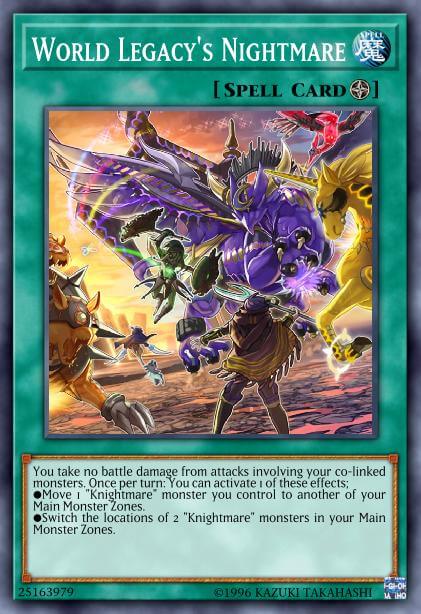 WORLD LEGACY'S NIGHTMARE
SPELL
魔
[SPELL CARD]
You take no battle damage from attacks involving your co-linked
monsters. Once per turn: You can activate 1 of these effects;
●Move 1 "Knightmare" monster you control to another of your
Main Monster Zones.
●Switch the locations of 2 "Knightmare" monsters in your Main
Monster Zones.
25163979
©1996 KAZUKI TAKAHASHI